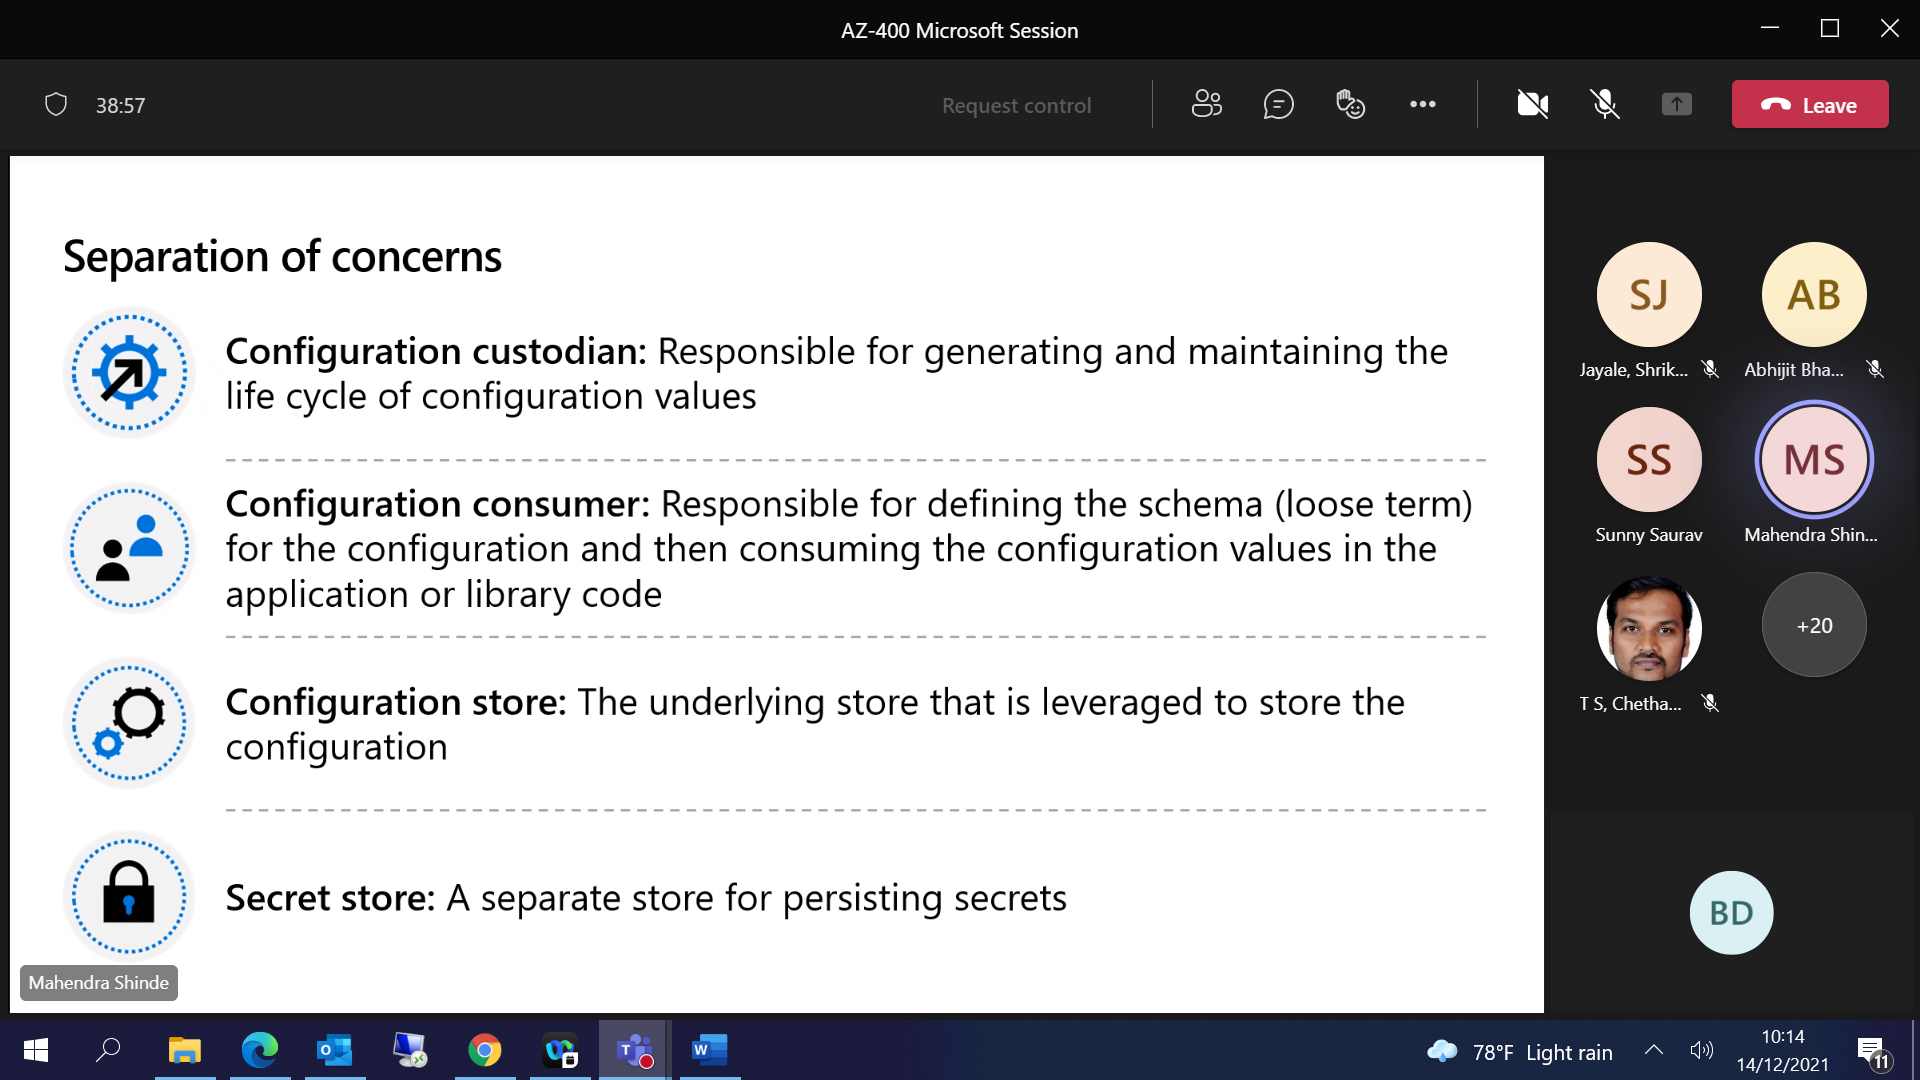 AZ-400 Microsoft Session
38:57
Request control
Leave
Separation of concerns
Configuration custodian: Responsible for generating and maintaining the
life cycle of configuration values
Configuration consumer: Responsible for defining the schema (loose term)
for the configuration and then consuming the configuration values in the
application or library code
Configuration store: The underlying store that is leveraged to store the
configuration
Secret store: A separate store for persisting secrets
Mahendra Shinde
SJ
AB
Jayale, Shrik...
Abhijit Bha...
SS
MS
Sunny Saurav
Mahendra Shin...
+20
T S, Chetha...
BD
O
T
W
78°F Light rain
10:14
14/12/2021
11